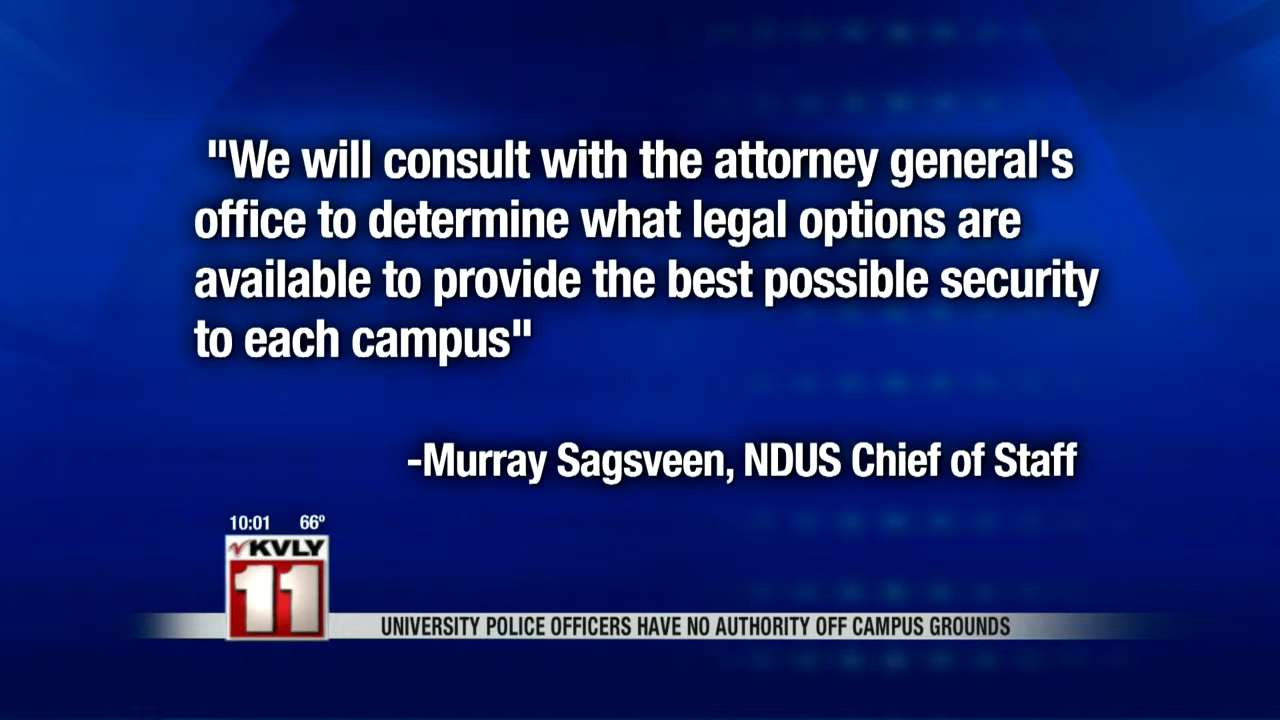 "We will consult with the attorney general's
office to determine what legal options are
available to provide the best possible security
to each campus"
-Murray Sagsveen, NDUS Chief of Staff
10:01 66º
KVLY
11
UNIVERSITY POLICE OFFICERS HAVE NO AUTHORITY OFF CAMPUS GROUNDS